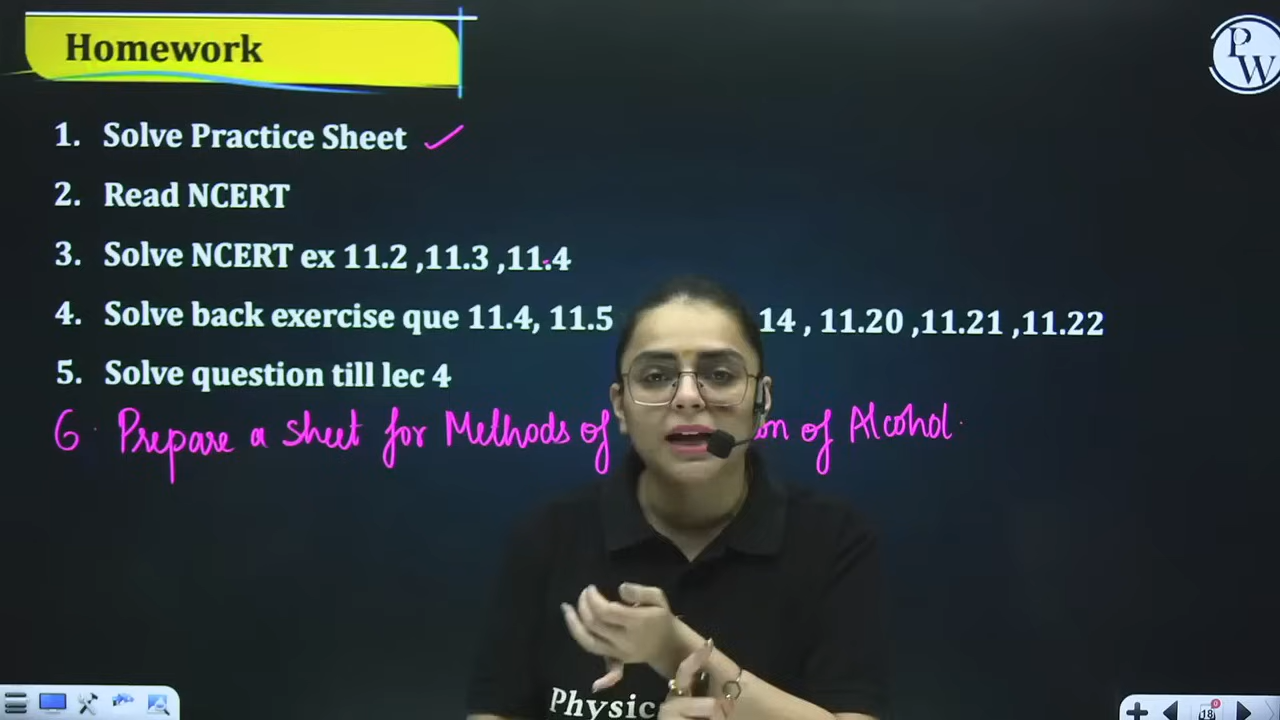 Homework
PW
1. Solve Practice Sheet
2. Read NCERT
3. Solve NCERT ex 11.2 ,11.3 ,11.4
4. Solve back exercise que 11.4, 11.5 14 , 11.20 ,11.21 ,11.22
5. Solve question till lec 4
6. Prepare a sheet for Methods of of Alcohol.
Physic
18